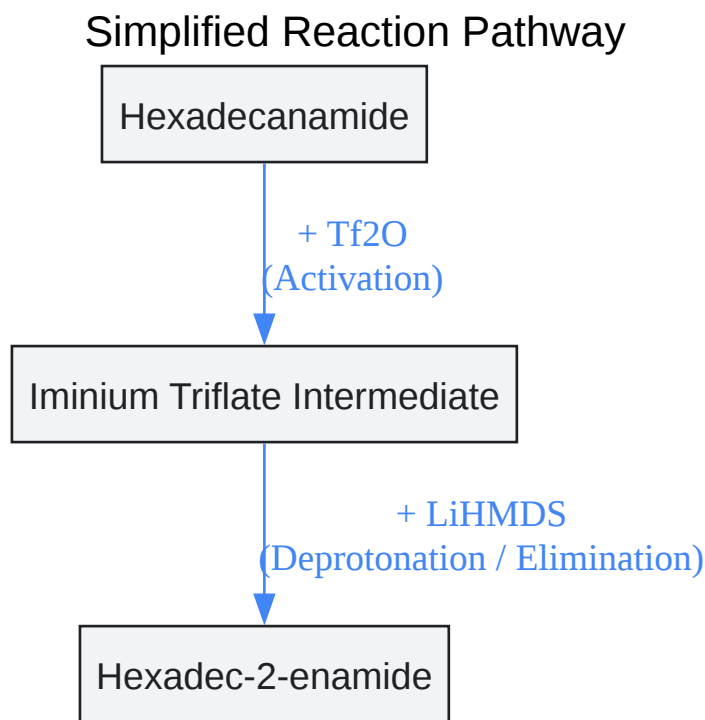 Simplified Reaction Pathway
Hexadecanamide
+ Tf2O
(Activation)
Iminium Triflate Intermediate
+ LiHMDS
(Deprotonation / Elimination)
Hexadec-2-enamide